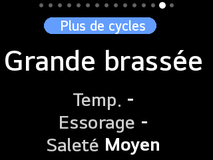 Plus de cycles
Grande brassée
Temp. -
Essorage -
Saleté Moyen